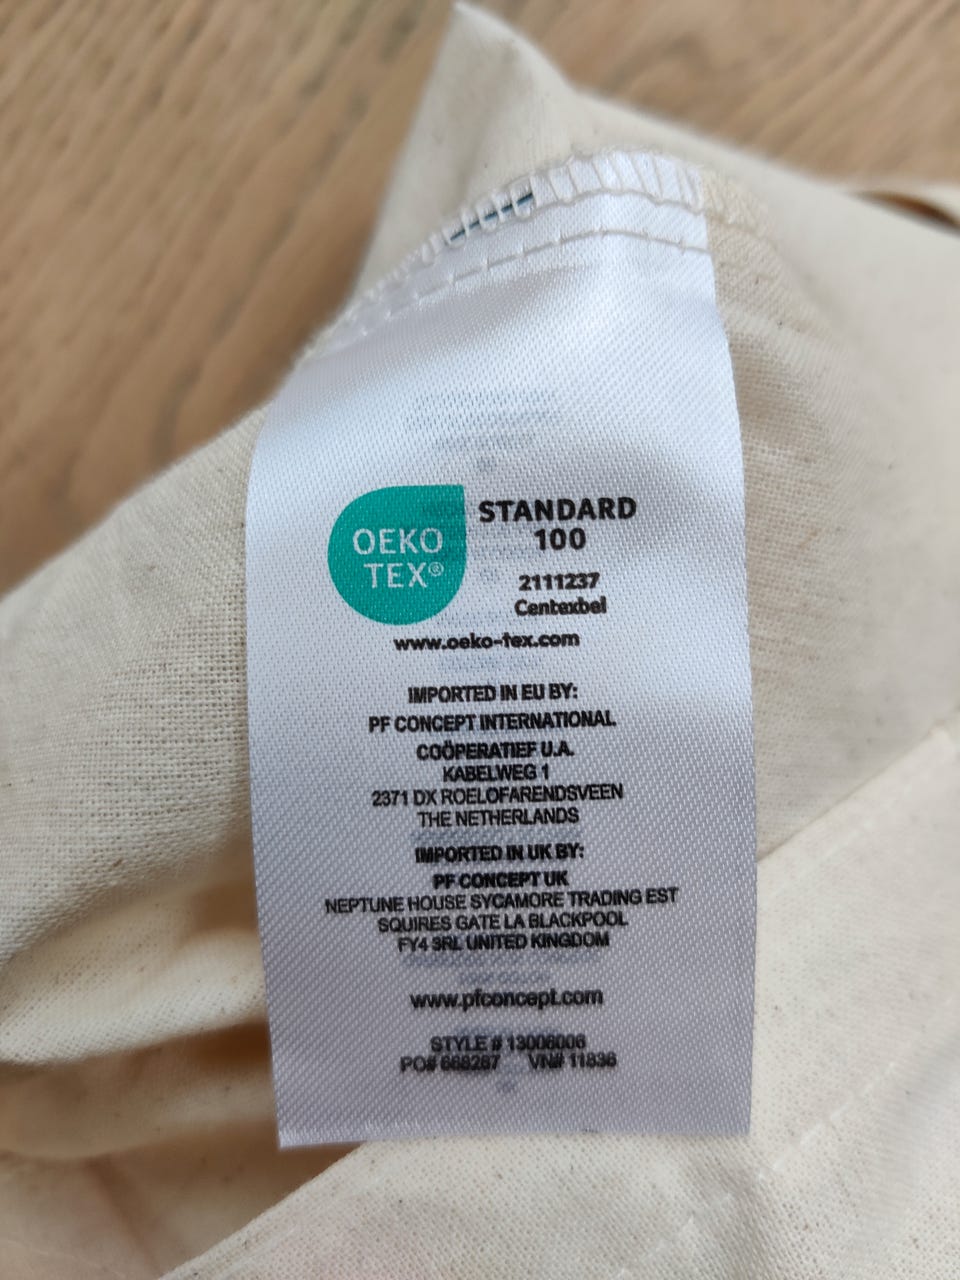 OEKO
TEX®
STANDARD
100
2111237
Centexbel
www.oeko-tex.com
IMPORTED IN EU BY:
PF CONCEPT INTERNATIONAL
COÖPERATIEF U.A.
KABELWEG 1
2371 DX ROELOFARENDSVEEN
THE NETHERLANDS
IMPORTED IN UK BY:
PF CONCEPT UK
NEPTUNE HOUSE SYCAMORE TRADING EST
SQUIRES GATE LA BLACKPOOL
FY4 3RL UNITED KINGDOM
www.pfconcept.com
STYLE # 13006006
PO# 668287 VN# 11836